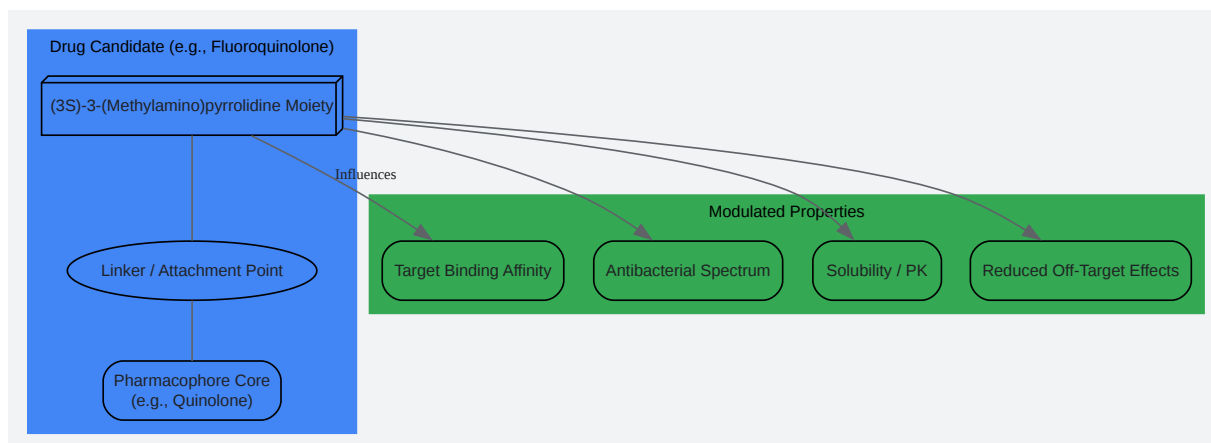 Drug Candidate (e.g., Fluoroquinolone)
(3S)-3-(Methylamino)pyrrolidine Moiety
Influences
Modulated Properties
Linker / Attachment Point
Target Binding Affinity
Antibacterial Spectrum
Solubility / PK
Reduced Off-Target Effects
Pharmacophore Core
(e.g., Quinolone)